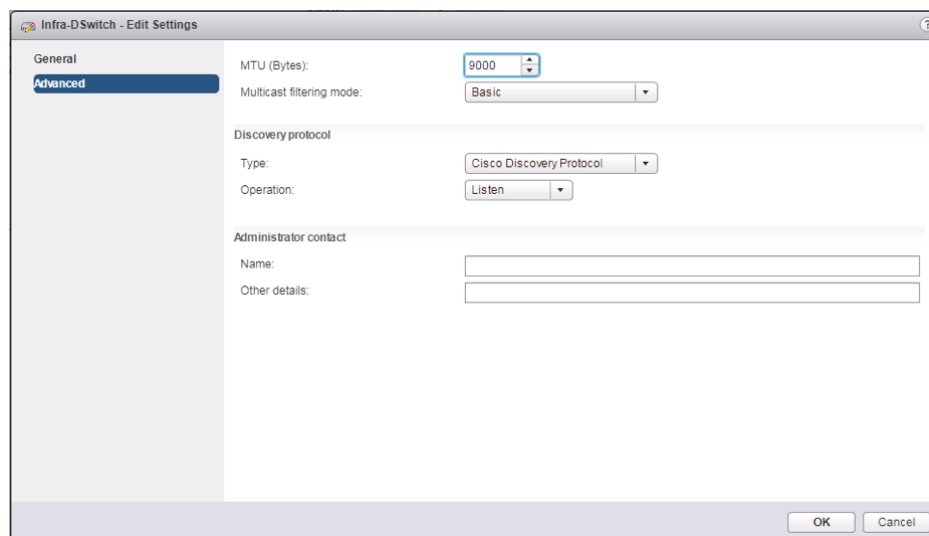 Infra-DSwitch - Edit Settings
?
General
Advanced
MTU (Bytes):
9000
Multicast filtering mode:
Basic
Discovery protocol
Type:
Cisco Discovery Protocol
Operation:
Listen
Administrator contact
Name:
Other details:
OK
Cancel